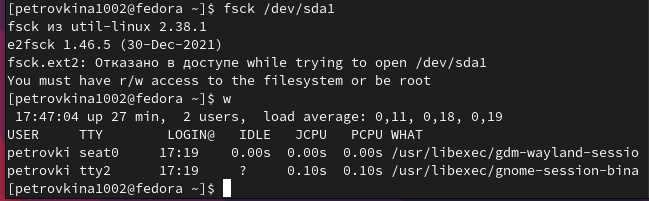 [petrovkina1002@fedora ~]$ fsck /dev/sda1
fsck из util-linux 2.38.1
e2fsck 1.46.5 (30-Dec-2021)
fsck.ext2: Отказано в доступе while trying to open /dev/sda1
You must have r/w access to the filesystem or be root
[petrovkina1002@fedora ~]$ w
 17:47:04 up 27 min,  2 users,  load average: 0,11, 0,18, 0,19
USER     TTY        LOGIN@   IDLE   JCPU   PCPU WHAT
petrovki seat0     17:19    0.00s  0.00s  0.00s /usr/libexec/gdm-wayland-sessio
petrovki tty2      17:19     ?     0.10s  0.10s /usr/libexec/gnome-session-bina
[petrovkina1002@fedora ~]$